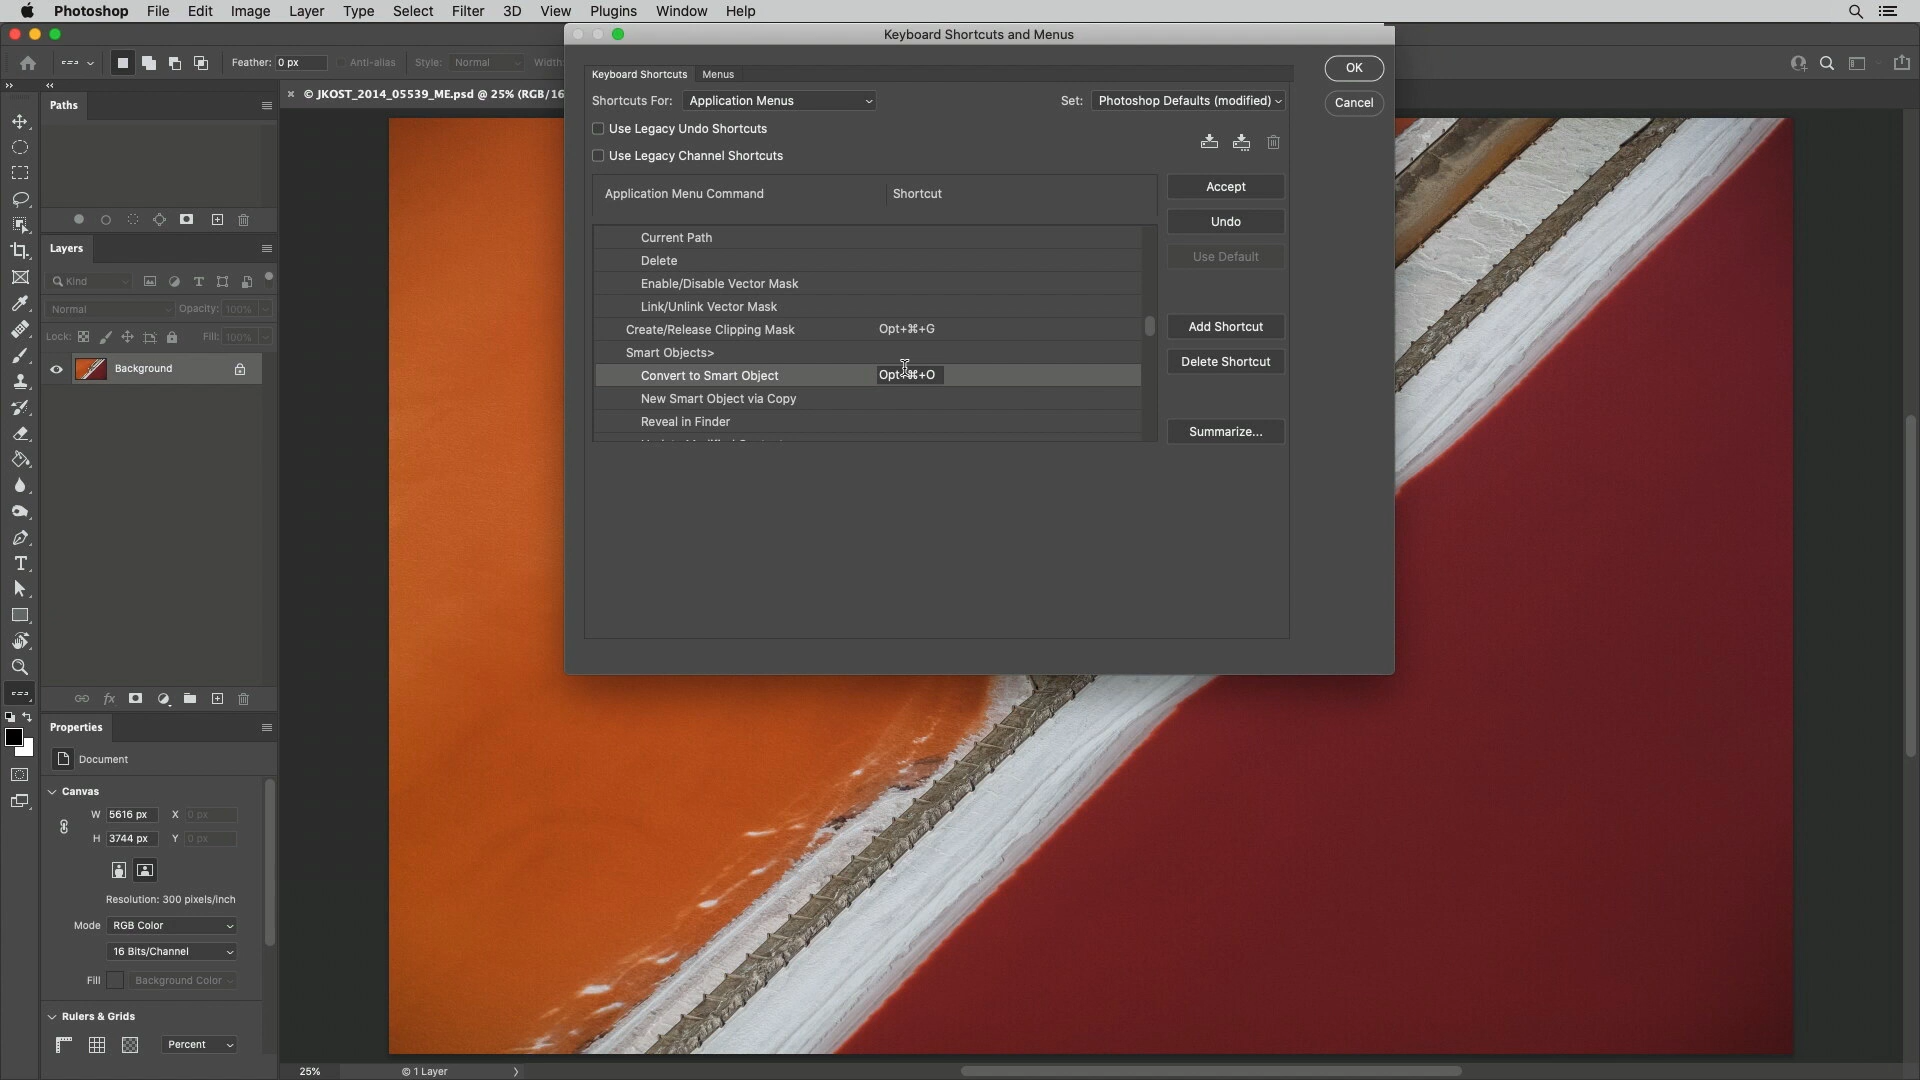 Photoshop File Edit Image Layer Type Select Filter 3D View Plugins Window Help
Keyboard Shortcuts and Menus
Feather: 0 px Anti-alias Style: Normal Width:
Paths
© JKOST_2014_05539_ME.psd @ 25% (RGB/16
Keyboard Shortcuts Menus
OK
Shortcuts For: Application Menus Set: Photoshop Defaults (modified)
Cancel
Use Legacy Undo Shortcuts
Use Legacy Channel Shortcuts
Application Menu Command Shortcut
Accept
Undo
Use Default
Add Shortcut
Delete Shortcut
Summarize...
Current Path
Delete
Enable/Disable Vector Mask
Link/Unlink Vector Mask
Create/Release Clipping Mask Opt+⌘+G
Smart Objects>
Convert to Smart Object Opt+⌘+O
New Smart Object via Copy
Reveal in Finder
Layers
Kind
Normal Opacity: 100%
Lock: Fill: 100%
Background
fx
Properties
Document
Canvas
W 5616 px X 0 px
H 3744 px Y 0 px
Resolution: 300 pixels/inch
Mode RGB Color
16 Bits/Channel
Fill Background Color
Rulers & Grids
Percent
25% © 1 Layer